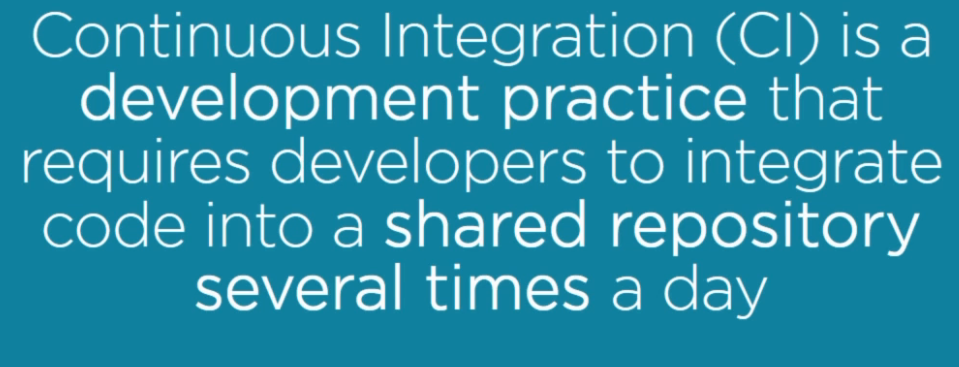 Continuous Integration (CI) is a
development practice that
requires developers to integrate
code into a shared repository
several times a day